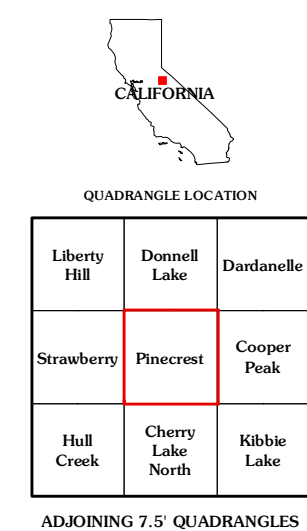 CALIFORNIA
QUADRANGLE LOCATION
Liberty
Hill
Donnell
Lake
Dardanelle
Strawberry
Pinecrest
Cooper
Peak
Hull
Creek
Cherry
Lake
North
Kibbie
Lake
ADJOINING 7.5' QUADRANGLES